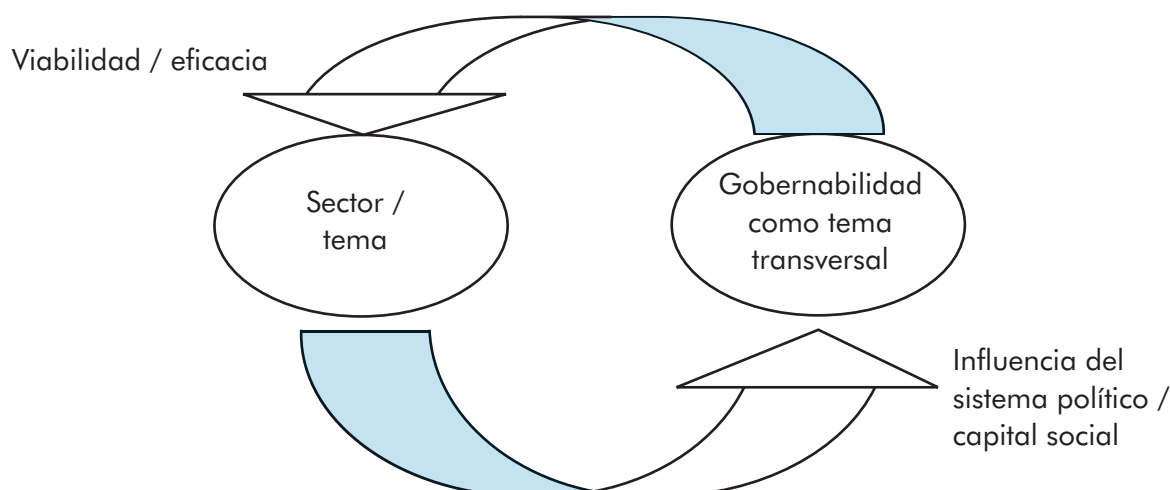 Viabilidad / eficacia
Sector /
tema
Gobernabilidad
como tema
transversal
Influencia del
sistema político /
capital social